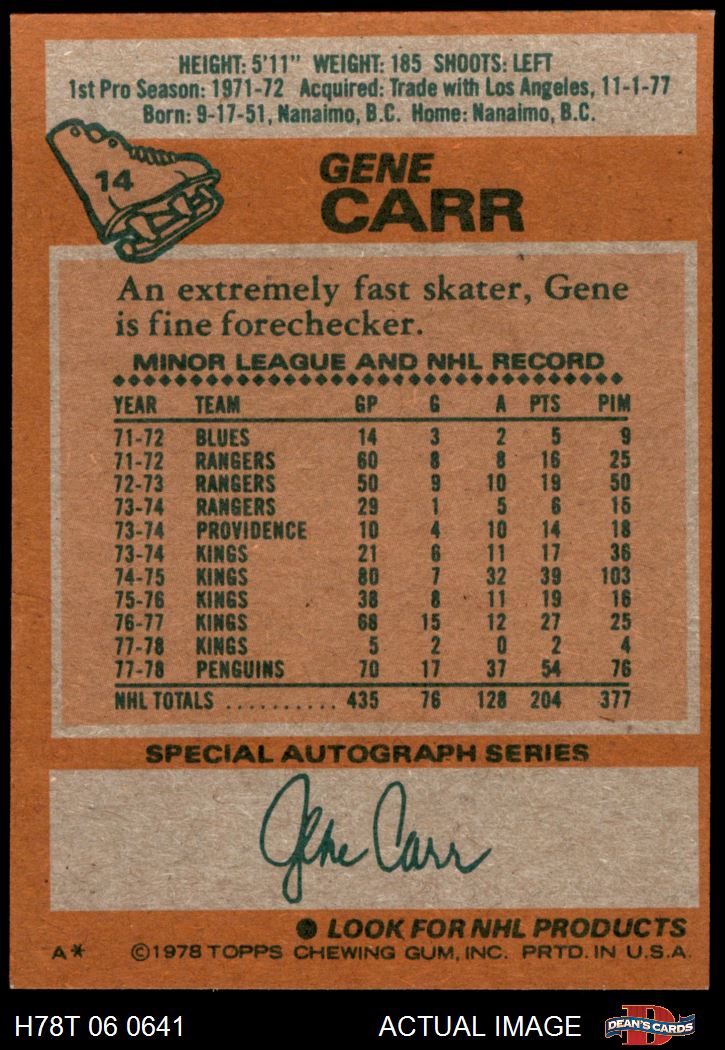 HEIGHT: 5'11" WEIGHT: 185 SHOOTS: LEFT
1st Pro Season: 1971-72 Acquired: Trade with Los Angeles, 11-1-77
Born: 9-17-51, Nanaimo, B.C. Home: Nanaimo, B.C.
14
GENE
CARR
An extremely fast skater, Gene
is fine forechecker.
MINOR LEAGUE AND NHL RECORD
YEAR TEAM GP G A PTS PIM
71-72 BLUES 14 3 2 5 9
71-72 RANGERS 60 8 8 16 25
72-73 RANGERS 50 9 10 19 50
73-74 RANGERS 29 1 5 6 15
73-74 PROVIDENCE 10 4 10 14 18
73-74 KINGS 21 6 11 17 36
74-75 KINGS 80 7 32 39 103
75-76 KINGS 38 8 11 19 16
76-77 KINGS 68 15 12 27 25
77-78 KINGS 5 2 0 2 4
77-78 PENGUINS 70 17 37 54 76
NHL TOTALS .......... 435 76 128 204 377
SPECIAL AUTOGRAPH SERIES
Gene Carr
● LOOK FOR NHL PRODUCTS
A* ©1978 TOPPS CHEWING GUM, INC. PRTD. IN U.S.A.
H78T 06 0641 ACTUAL IMAGE DEAN'S CARDS